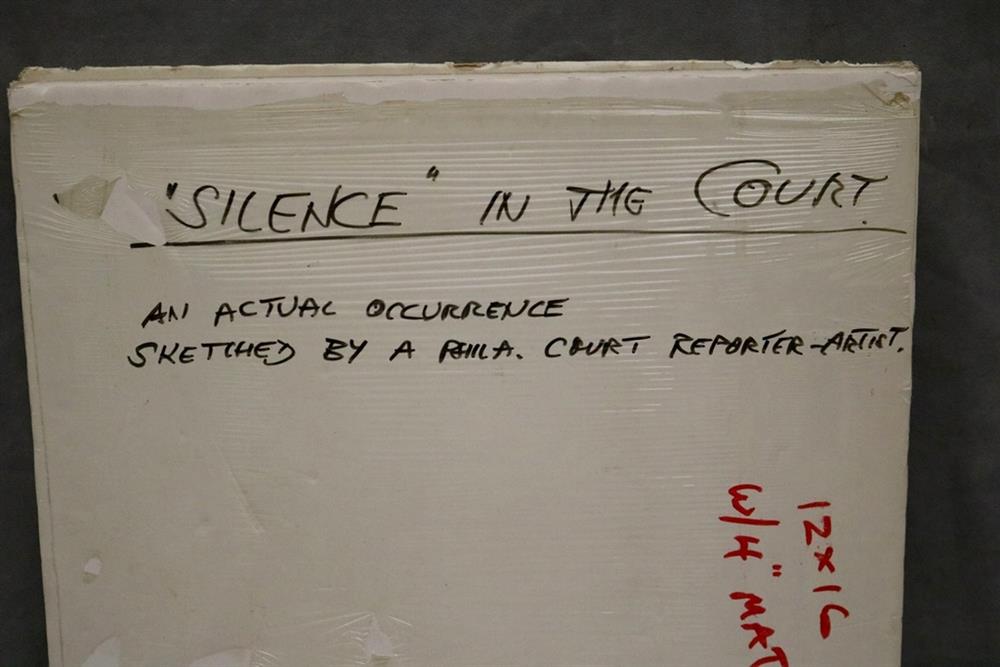 "SILENCE" IN THE COURT.
AN ACTUAL OCCURRENCE
SKETCHED BY A PHILA. COURT REPORTER-ARTIST.
12x16
W/4" MAT